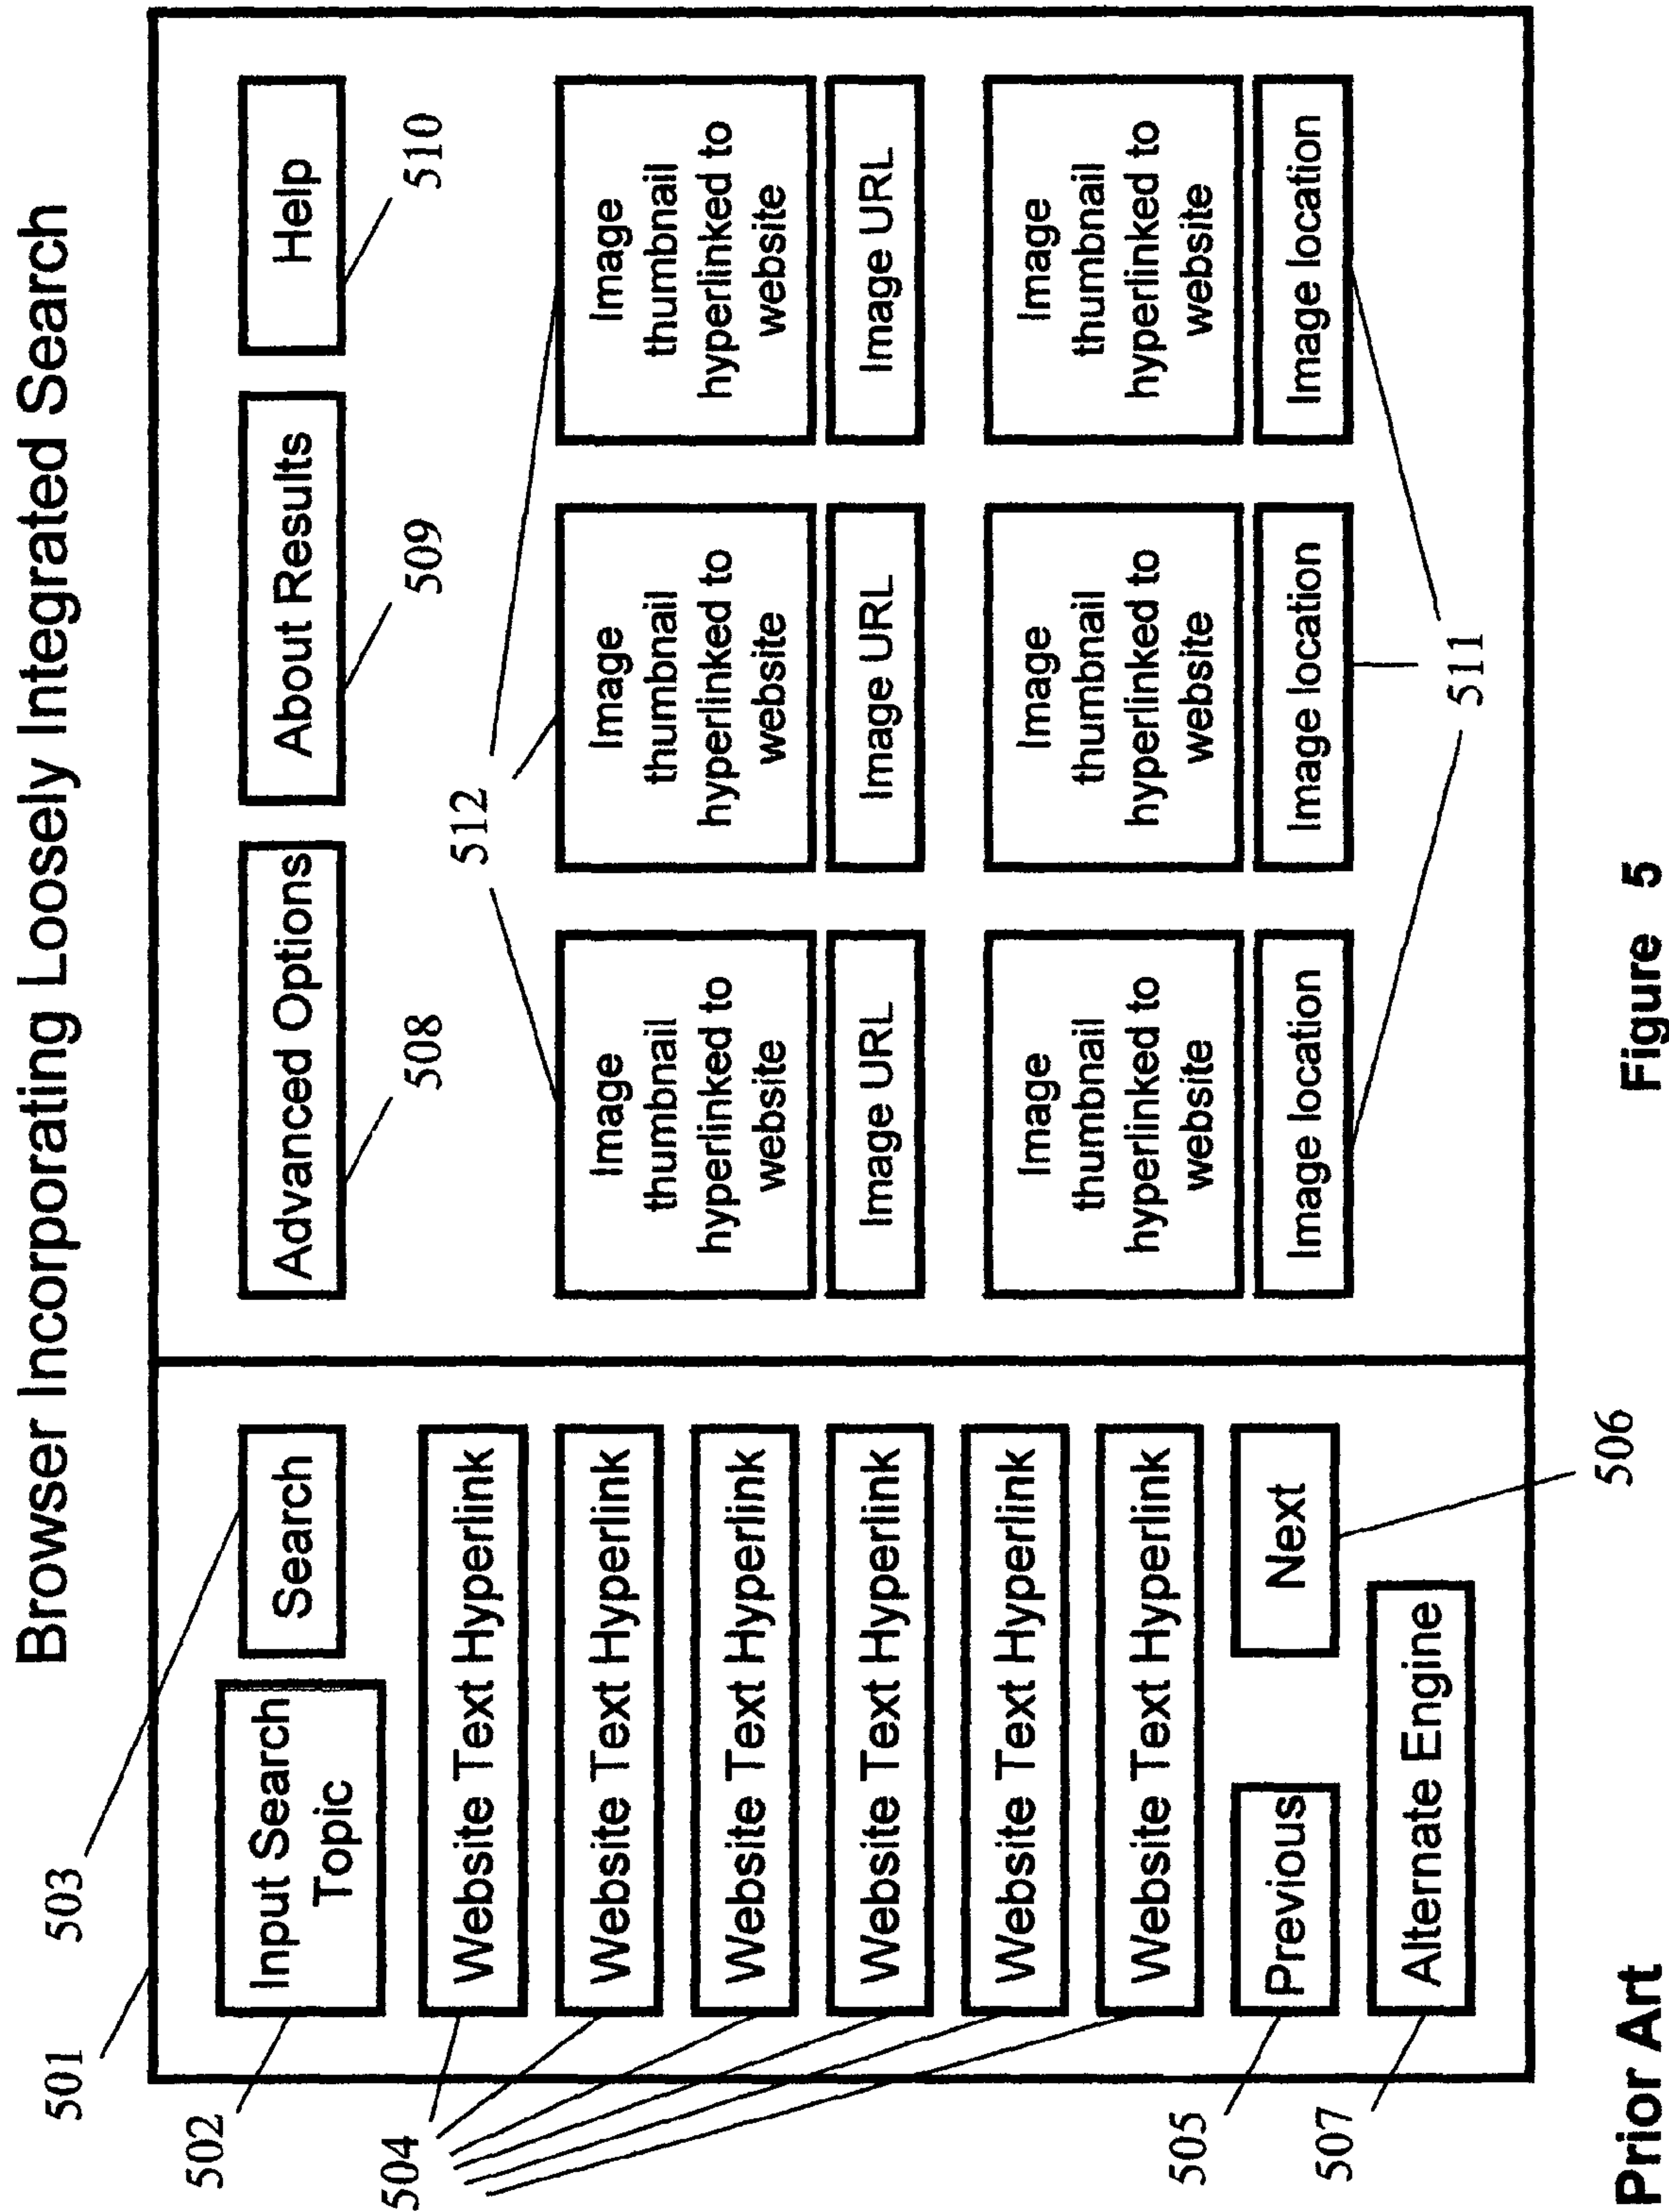 Browser Incorporating Loosely Integrated Search
501
503
502
Input Search
Topic
Search
504
Website Text Hyperlink
Website Text Hyperlink
Website Text Hyperlink
Website Text Hyperlink
Website Text Hyperlink
Website Text Hyperlink
505
Previous
Next
507
Alternate Engine
506
Advanced Options
About Results
Help
508
509
510
512
Image
thumbnail
hyperlinked to
website
Image
thumbnail
hyperlinked to
website
Image
thumbnail
hyperlinked to
website
Image URL
Image URL
Image URL
Image
thumbnail
hyperlinked to
website
Image
thumbnail
hyperlinked to
website
Image
thumbnail
hyperlinked to
website
Image location
Image location
Image location
511
Prior Art
Figure 5